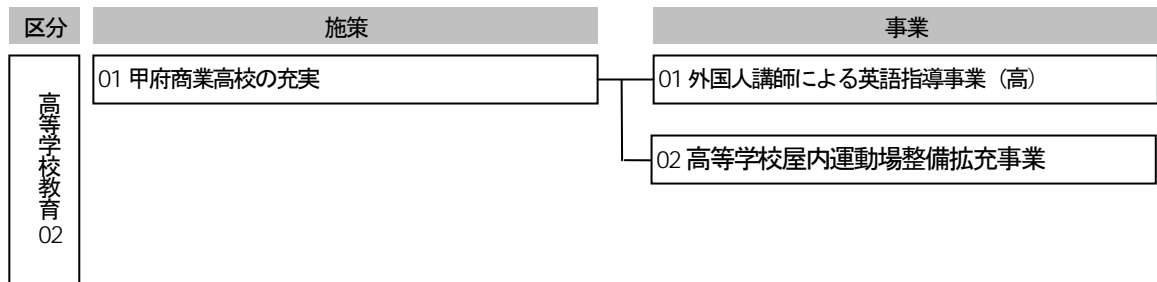 区分 施策 事業
高等学校教育 02
01 甲府商業高校の充実
01 外国人講師による英語指導事業（高）
02 高等学校屋内運動場整備拡充事業